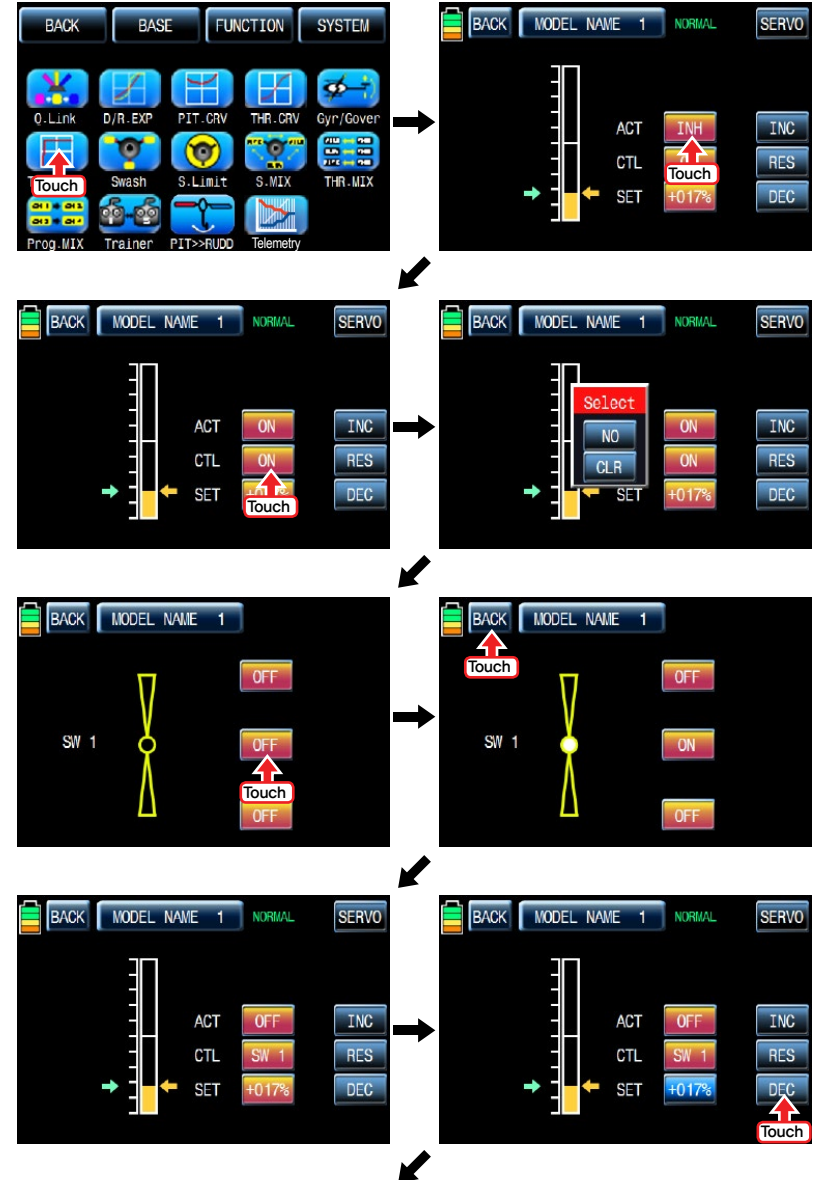 BACK BASE FUNCTION SYSTEM
Q.Link D/R.EXP PIT.CRV THR.CRV Gyr/Gover
Touch Swash S.Limit S.MIX THR.MIX
Prog.MIX Trainer PIT>>RUDD Telemetry
BACK MODEL NAME 1 NORMAL SERVO
ACT INH INC
CTL Touch RES
SET +017% DEC
BACK MODEL NAME 1 NORMAL SERVO
ACT ON INC
CTL ON RES
SET Touch DEC
BACK MODEL NAME 1 NORMAL SERVO
Select
NO ON INC
CLR ON RES
SET +017% DEC
BACK MODEL NAME 1
OFF
SW 1 OFF
Touch
OFF
BACK MODEL NAME 1
Touch
OFF
SW 1 ON
OFF
BACK MODEL NAME 1 NORMAL SERVO
ACT OFF INC
CTL SW 1 RES
SET +017% DEC
BACK MODEL NAME 1 NORMAL SERVO
ACT OFF INC
CTL SW 1 RES
SET +017% DEC
Touch